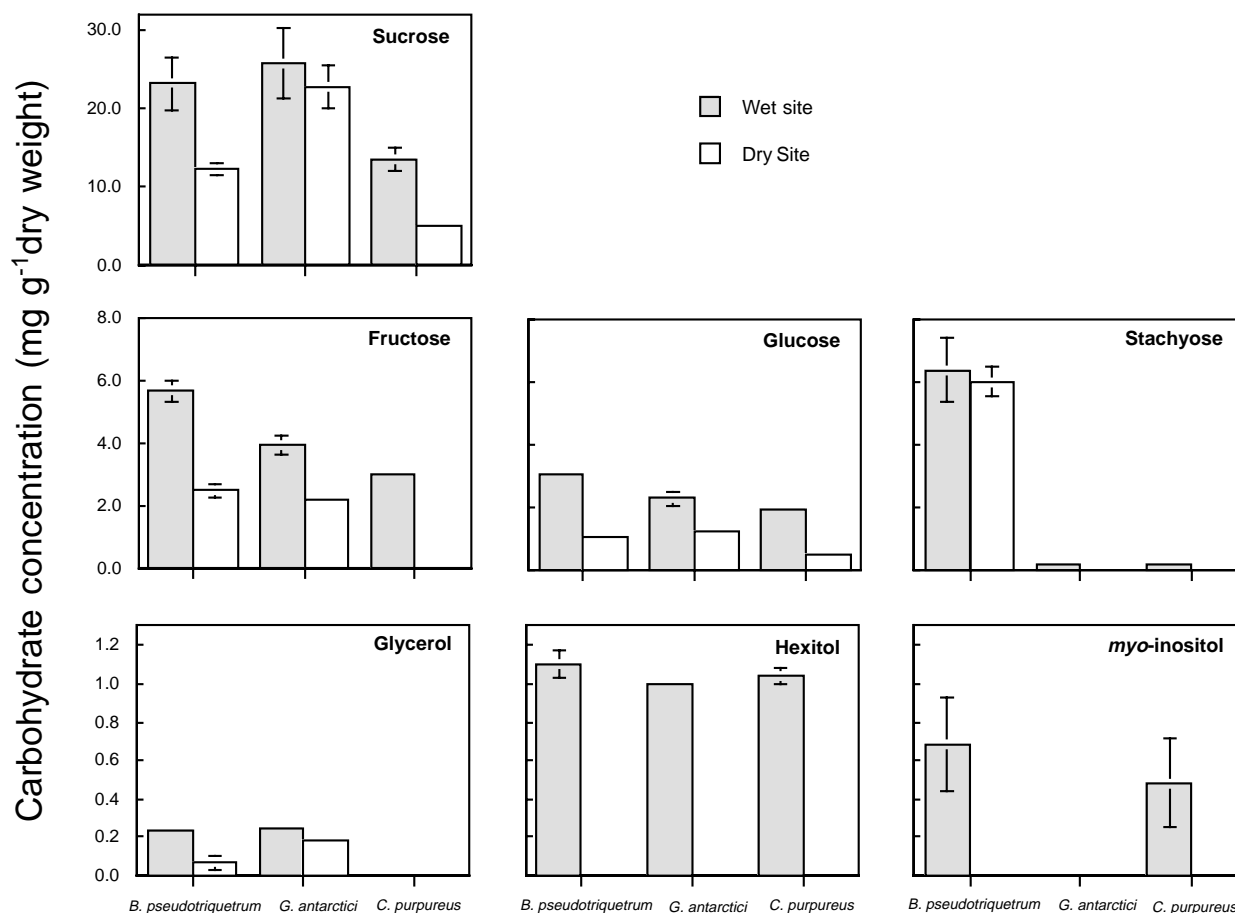 Carbohydrate concentration (mg g-1dry weight)
30.0
20.0
10.0
0.0
Sucrose
Wet site
Dry Site
8.0
6.0
4.0
2.0
0.0
Fructose
Glucose
Stachyose
1.2
1.0
0.8
0.6
0.4
0.2
0.0
Glycerol
Hexitol
myo-inositol
B. pseudotriquetrum G. antarctici C. purpureus
B. pseudotriquetrum G. antarctici C. purpureus
B. pseudotriquetrum G. antarctici C. purpureus